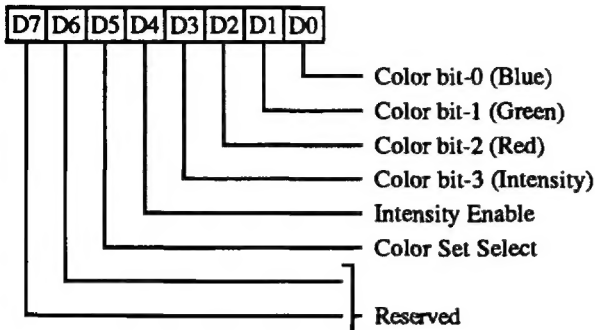 D7 D6 D5 D4 D3 D2 D1 D0
Color bit-0 (Blue)
Color bit-1 (Green)
Color bit-2 (Red)
Color bit-3 (Intensity)
Intensity Enable
Color Set Select
Reserved